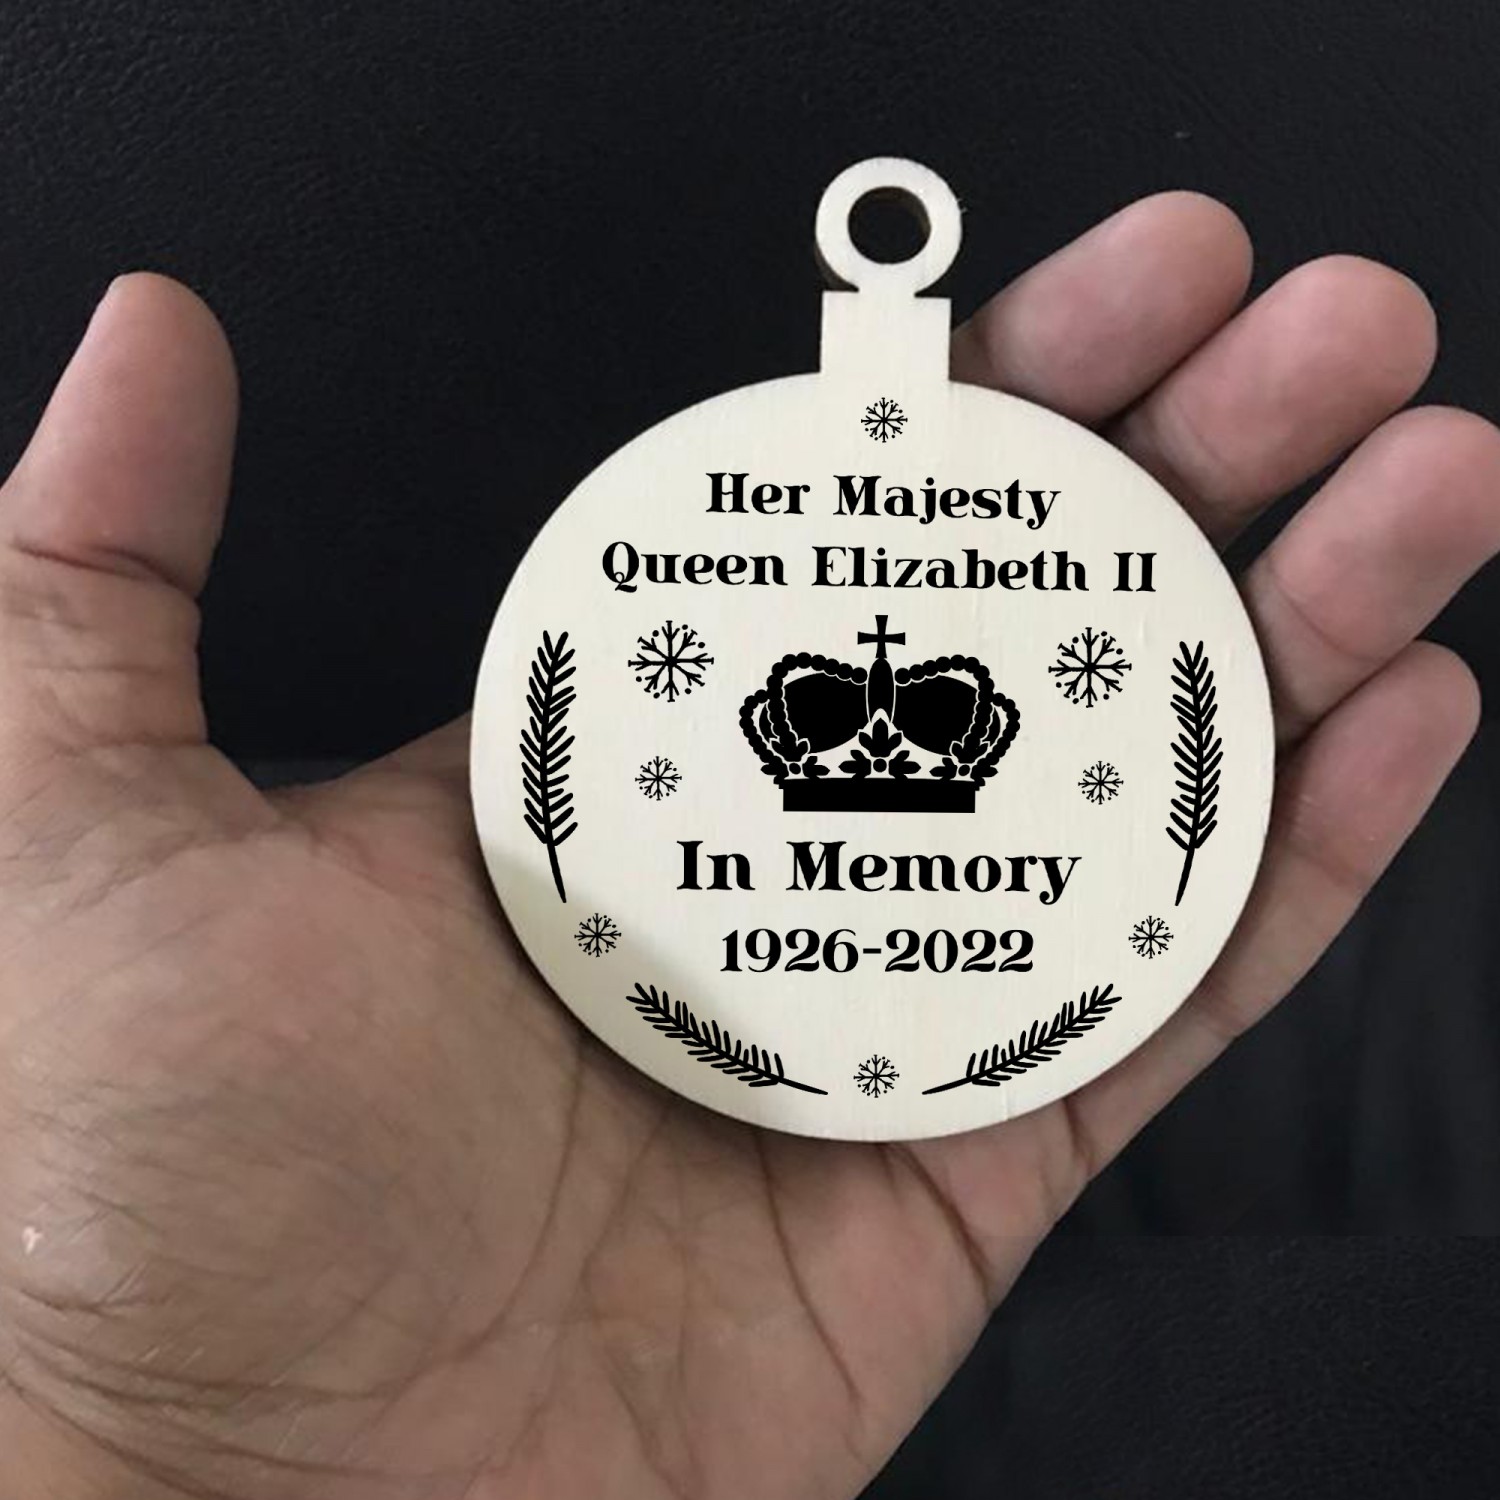 Her Majesty
Queen Elizabeth II
In Memory
1926-2022